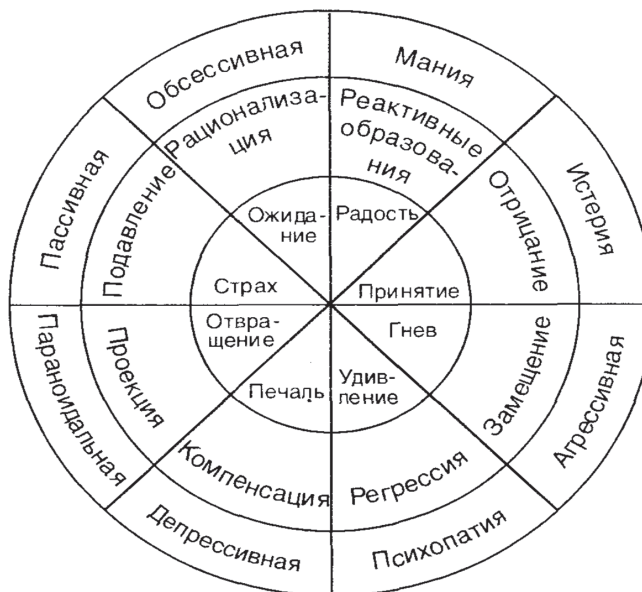 Обсессивная
Мания
Истерия
Агрессивная
Психопатия
Депрессивная
Параноидальная
Пассивная
Рационализа-
ция
Реактивные
образова-
ния
Отрицание
Замещение
Регрессия
Компенсация
Проекция
Подавление
Ожида-
ние
Радость
Принятие
Гнев
Удив-
ление
Печаль
Отвра-
щение
Страх